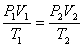 P₁V₁/T₁ = P₂V₂/T₂